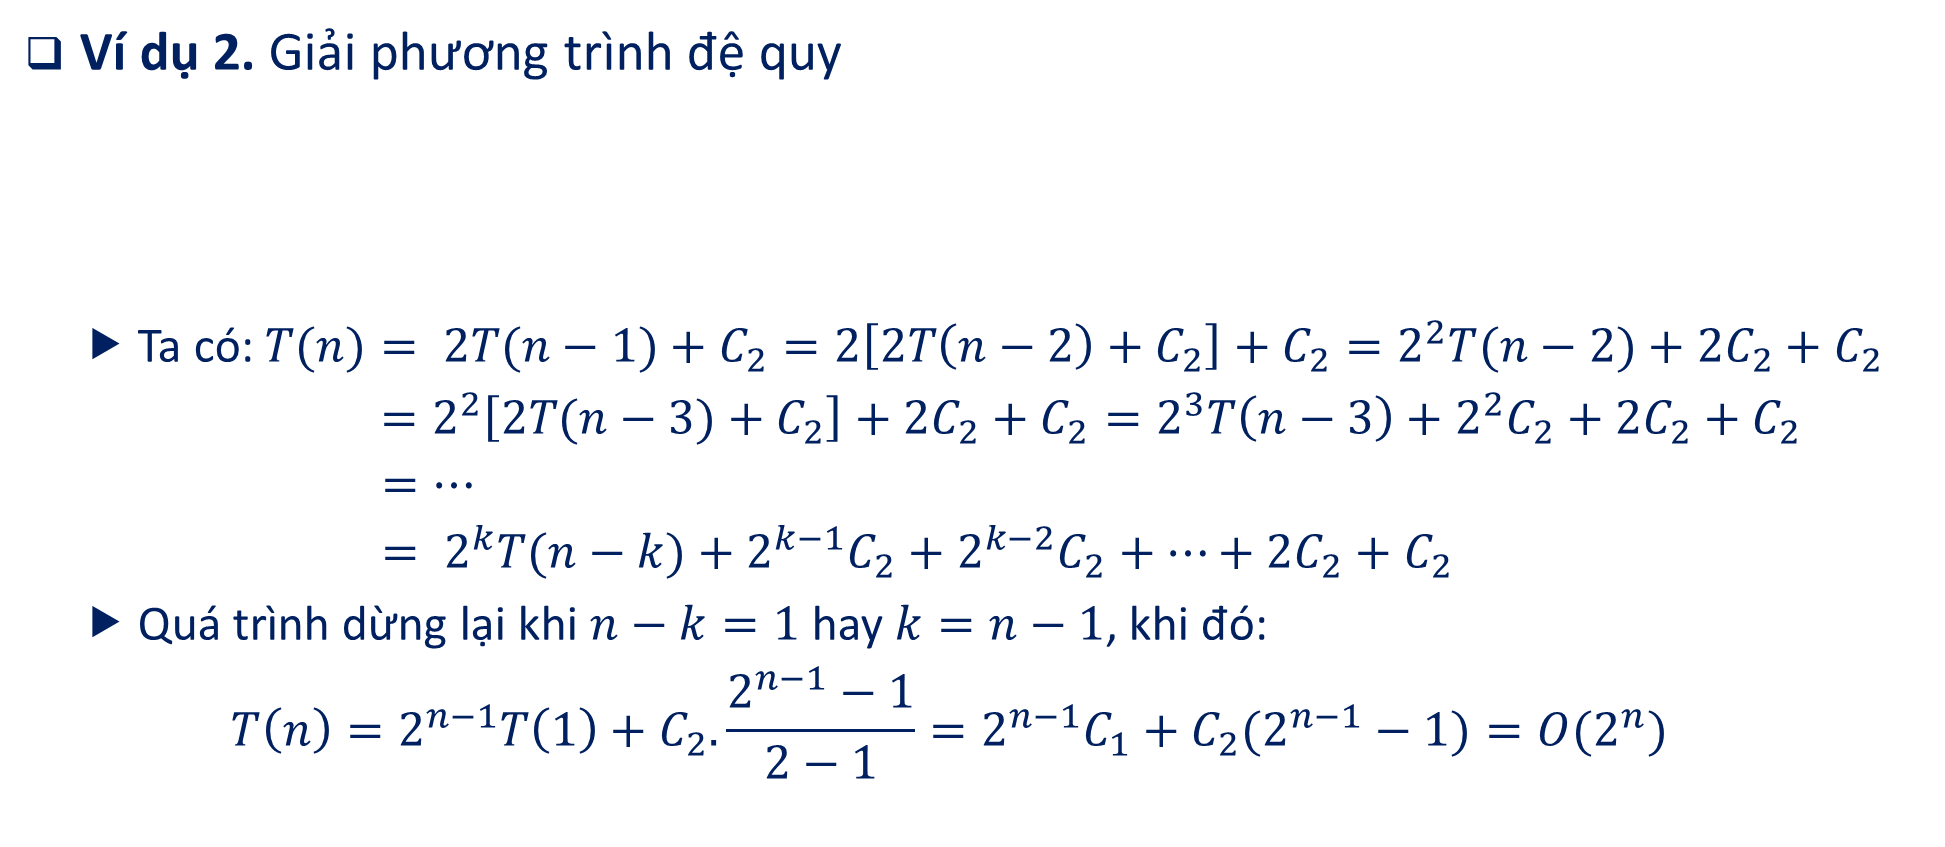 ❑ Ví dụ 2. Giải phương trình đệ quy
▶ Ta có: T(n) = 2T(n − 1) + C₂ = 2[2T(n − 2) + C₂] + C₂ = 2²T(n − 2) + 2C₂ + C₂
= 2²[2T(n − 3) + C₂] + 2C₂ + C₂ = 2³T(n − 3) + 2²C₂ + 2C₂ + C₂
= ⋯
= 2ᵏT(n − k) + 2ᵏ⁻¹C₂ + 2ᵏ⁻²C₂ + ⋯ + 2C₂ + C₂
▶ Quá trình dừng lại khi n − k = 1 hay k = n − 1, khi đó:
T(n) = 2ⁿ⁻¹T(1) + C₂. (2ⁿ⁻¹ − 1)/(2 − 1) = 2ⁿ⁻¹C₁ + C₂(2ⁿ⁻¹ − 1) = O(2ⁿ)